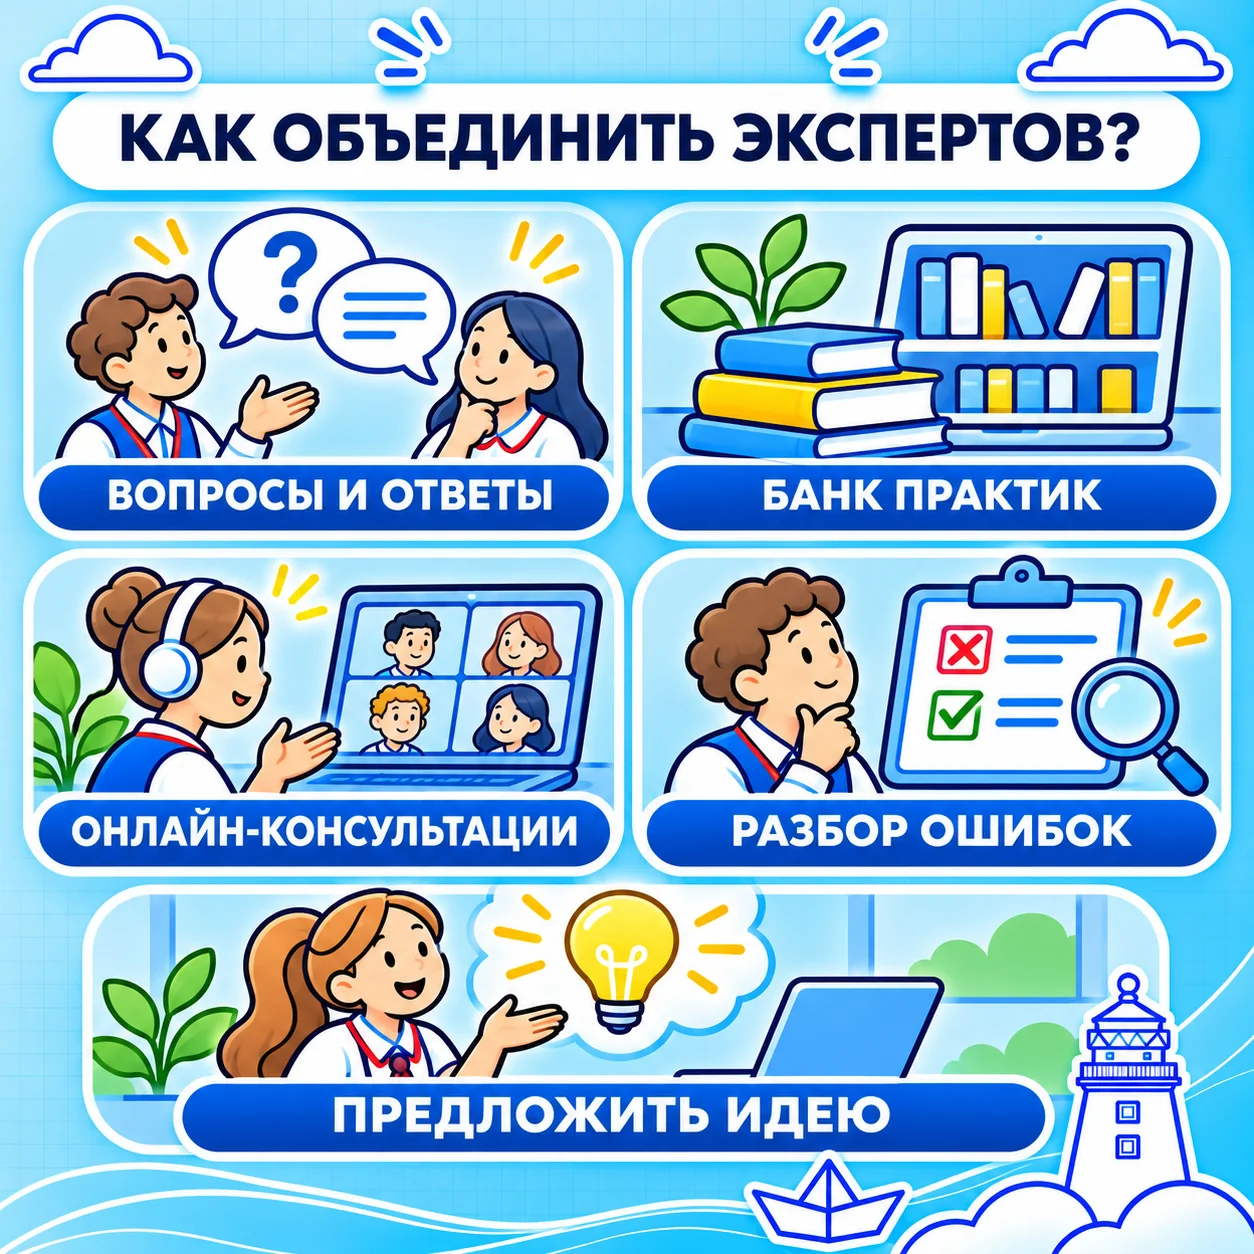 КАК ОБЪЕДИНИТЬ ЭКСПЕРТОВ?
?
ВОПРОСЫ И ОТВЕТЫ
БАНК ПРАКТИК
ОНЛАЙН-КОНСУЛЬТАЦИИ
РАЗБОР ОШИБОК
ПРЕДЛОЖИТЬ ИДЕЮ